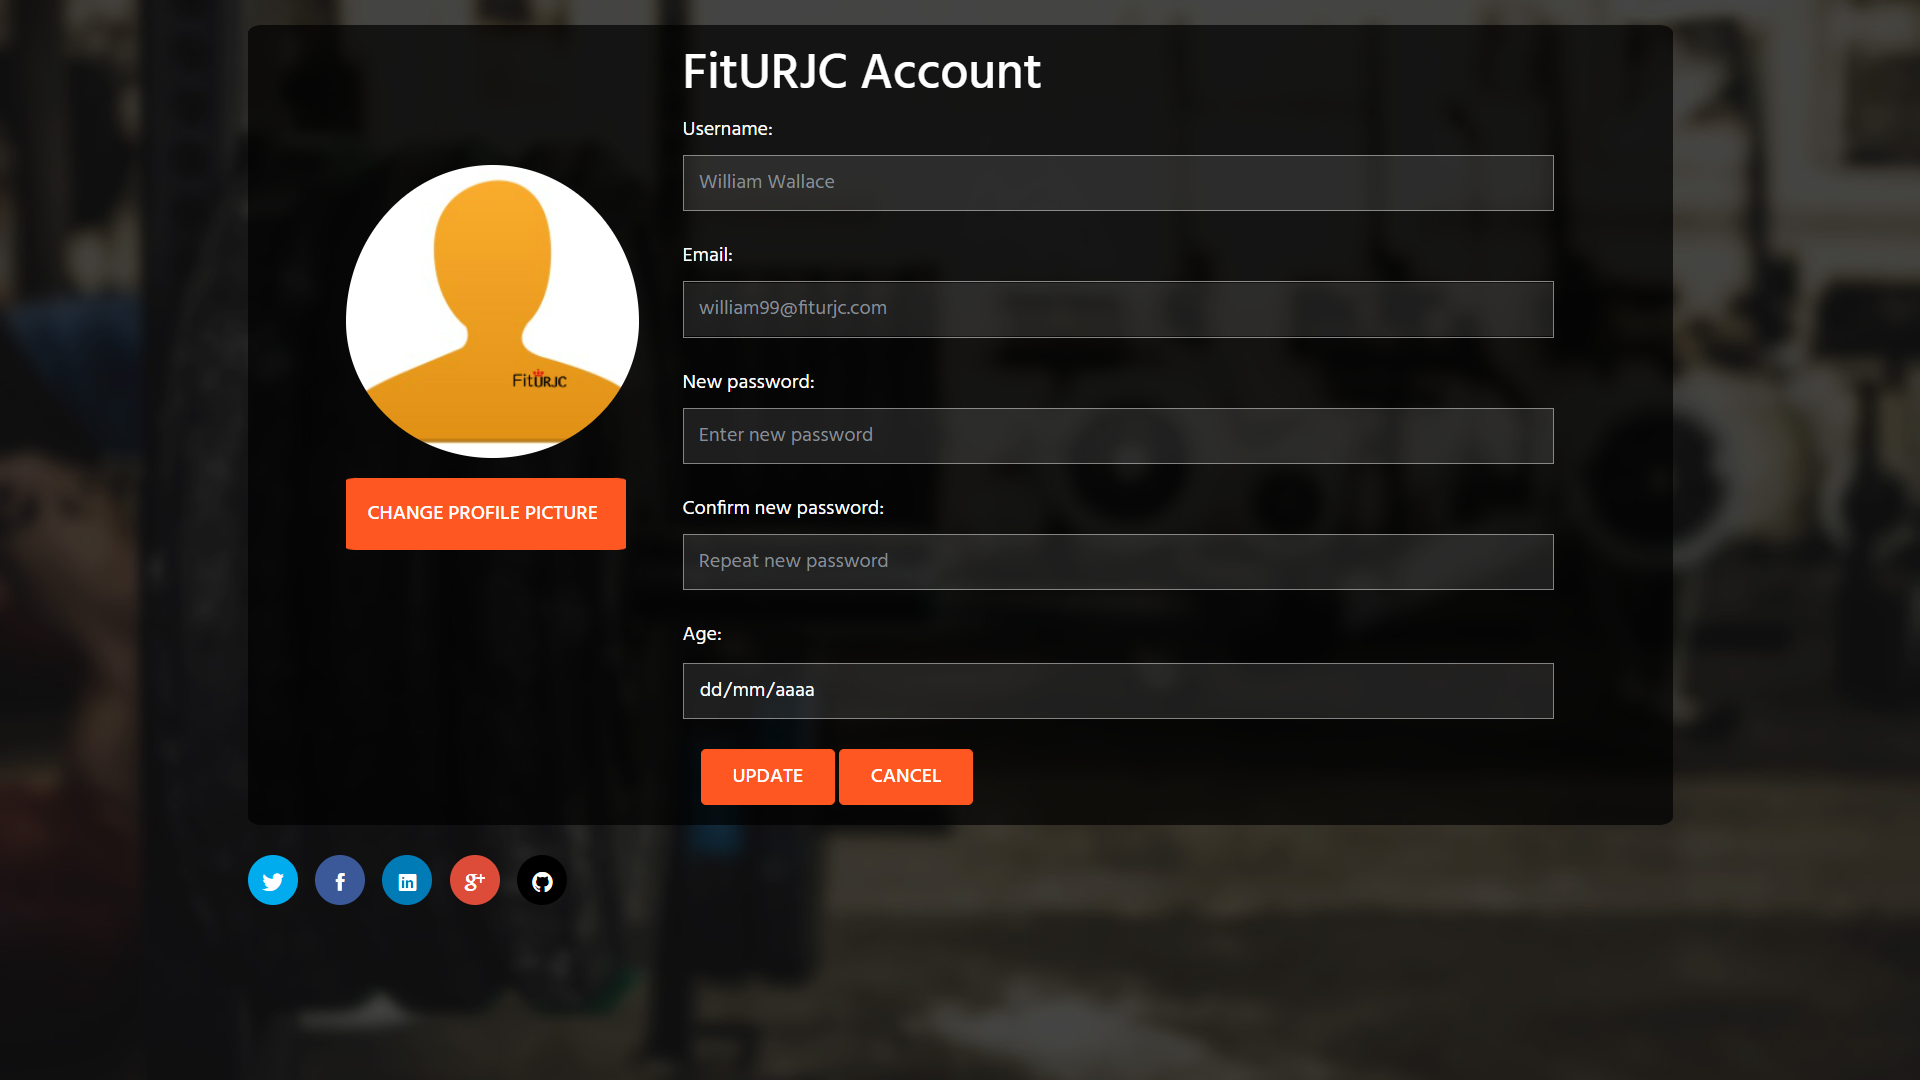 FitURJC Account
Username:
William Wallace
Email:
william99@fiturjc.com
New password:
Enter new password
Confirm new password:
Repeat new password
Age:
dd/mm/aaaa
UPDATE
CANCEL
FitURJC
CHANGE PROFILE PICTURE
f
in
g+